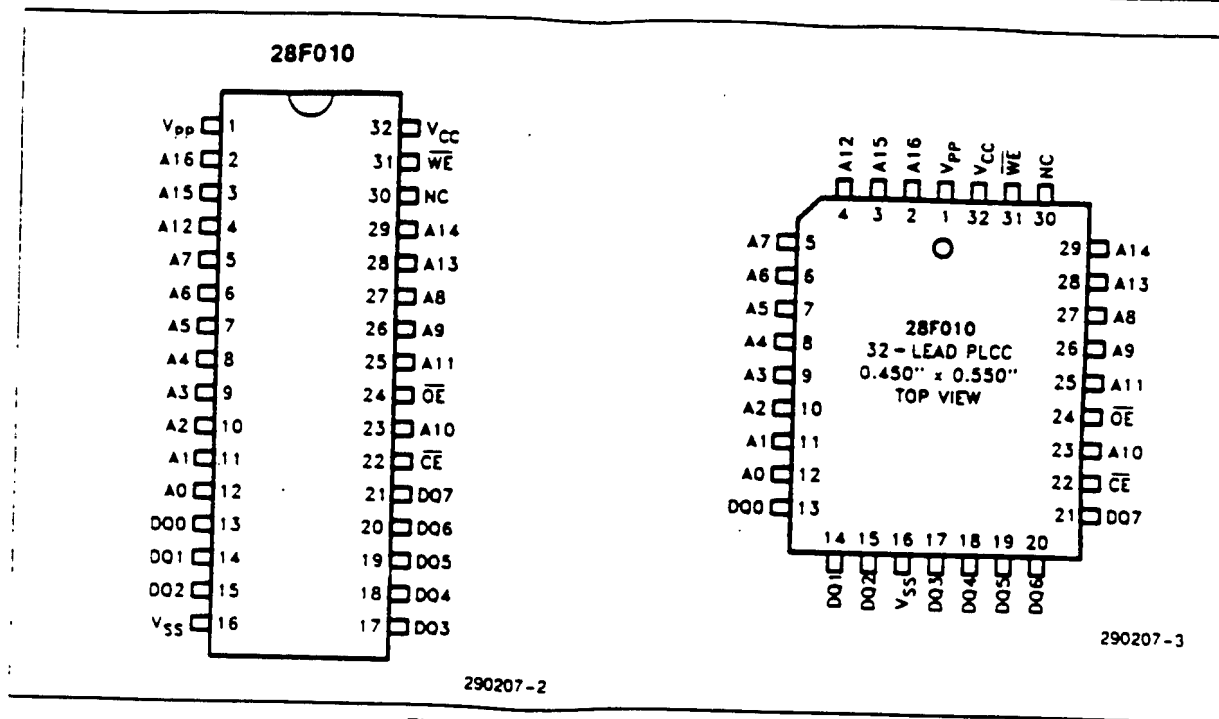 28F010
VPP 1 32 VCC
A16 2 31 WE
A15 3 30 NC
A12 4 29 A14
A7 5 28 A13
A6 6 27 A8
A5 7 26 A9
A4 8 25 A11
A3 9 24 OE
A2 10 23 A10
A1 11 22 CE
A0 12 21 DQ7
DQ0 13 20 DQ6
DQ1 14 19 DQ5
DQ2 15 18 DQ4
VSS 16 17 DQ3
290207-2
A12 A15 A16 VPP VCC WE NC
4 3 2 1 32 31 30
A7 5 29 A14
A6 6 28 A13
A5 7 27 A8
A4 8 26 A9
A3 9 25 A11
A2 10 24 OE
A1 11 23 A10
A0 12 22 CE
DQ0 13 21 DQ7
28F010
32-LEAD PLCC
0.450" x 0.550"
TOP VIEW
14 15 16 17 18 19 20
DQ1 DQ2 VSS DQ3 DQ4 DQ5 DQ6
290207-3